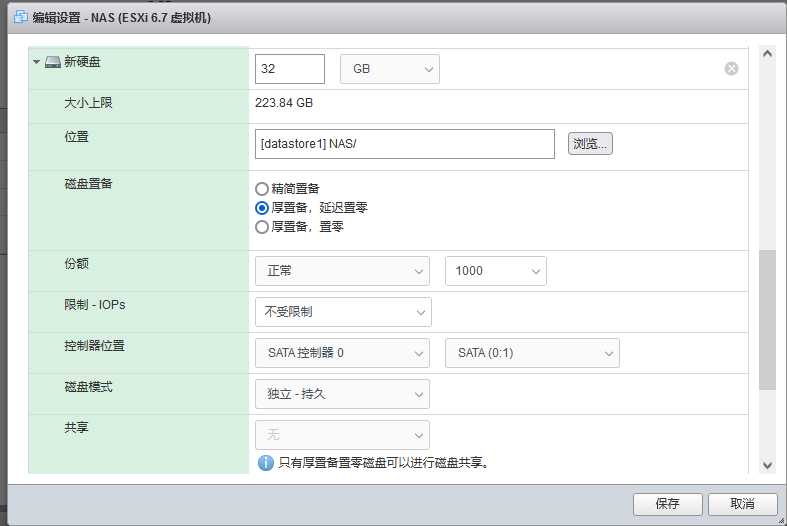 编辑设置 - NAS (ESXi 6.7 虚拟机)
新硬盘 32 GB
大小上限 223.84 GB
位置 [datastore1] NAS/ 浏览...
磁盘置备
精简置备
厚置备，延迟置零
厚置备，置零
份额 正常 1000
限制 - IOPs 不受限制
控制器位置 SATA 控制器 0 SATA (0:1)
磁盘模式 独立 - 持久
共享 无
只有厚置备置零磁盘可以进行磁盘共享。
保存 取消